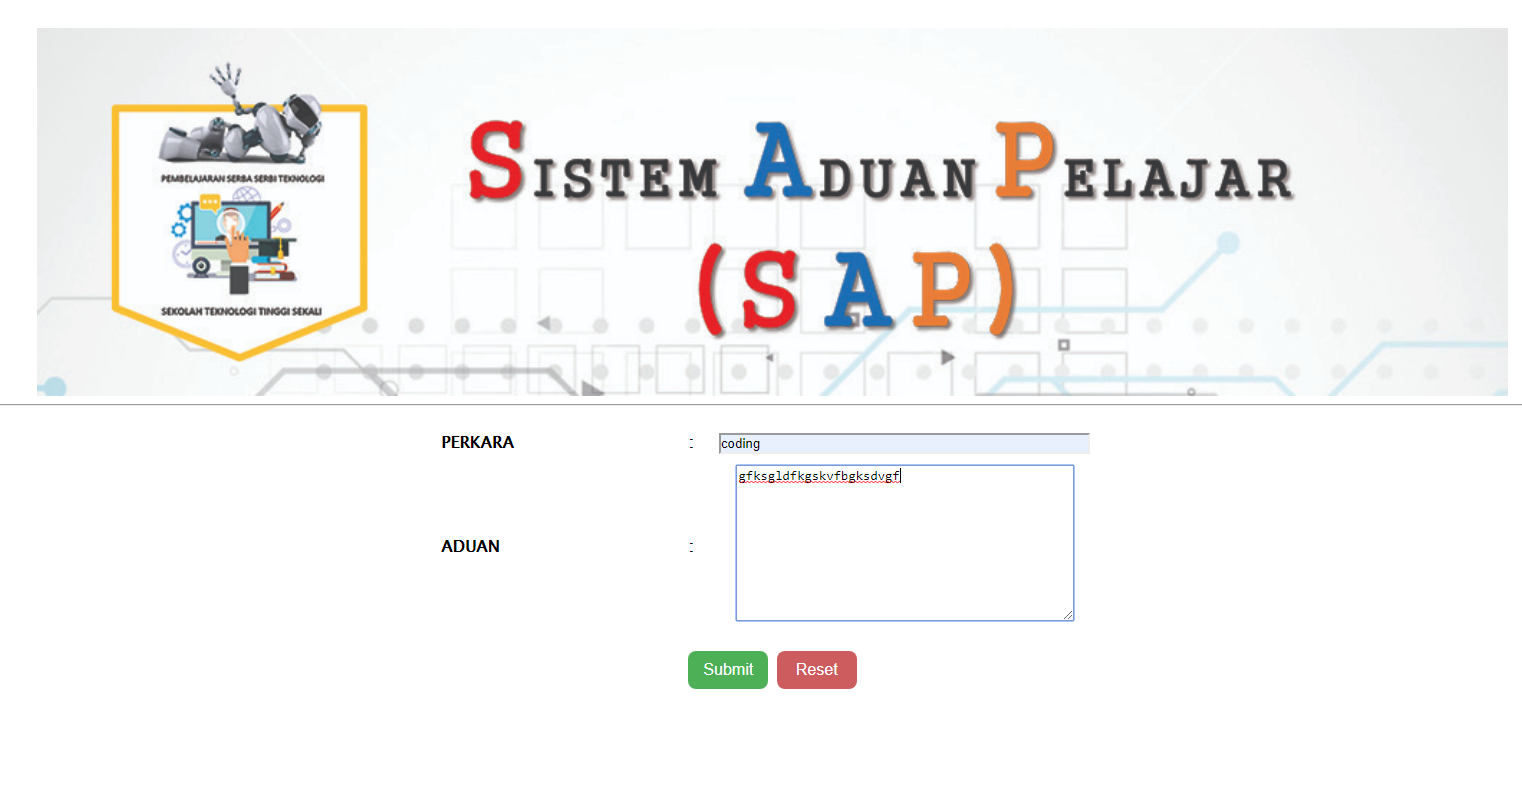 PEMBELAJARAN SERBA SERBI TEKNOLOGI
SEKOLAH TEKNOLOGI TINGGI SEKALI
SISTEM ADUAN PELAJAR
(SAP)
PERKARA : coding
ADUAN : gfksgldfkgskvfbgksdvgf
Submit Reset